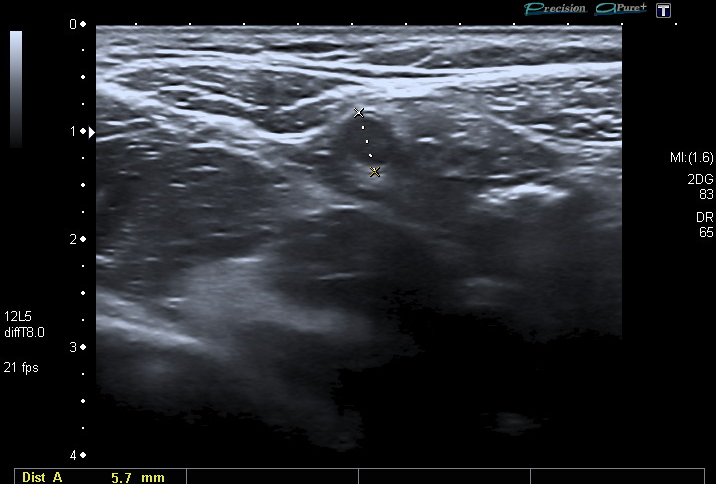 Precision APure+ T
0
1
2
3
4
MI:(1.6)
2DG
83
DR
65
12L5
diffT8.0
21 fps
Dist A 5.7 mm